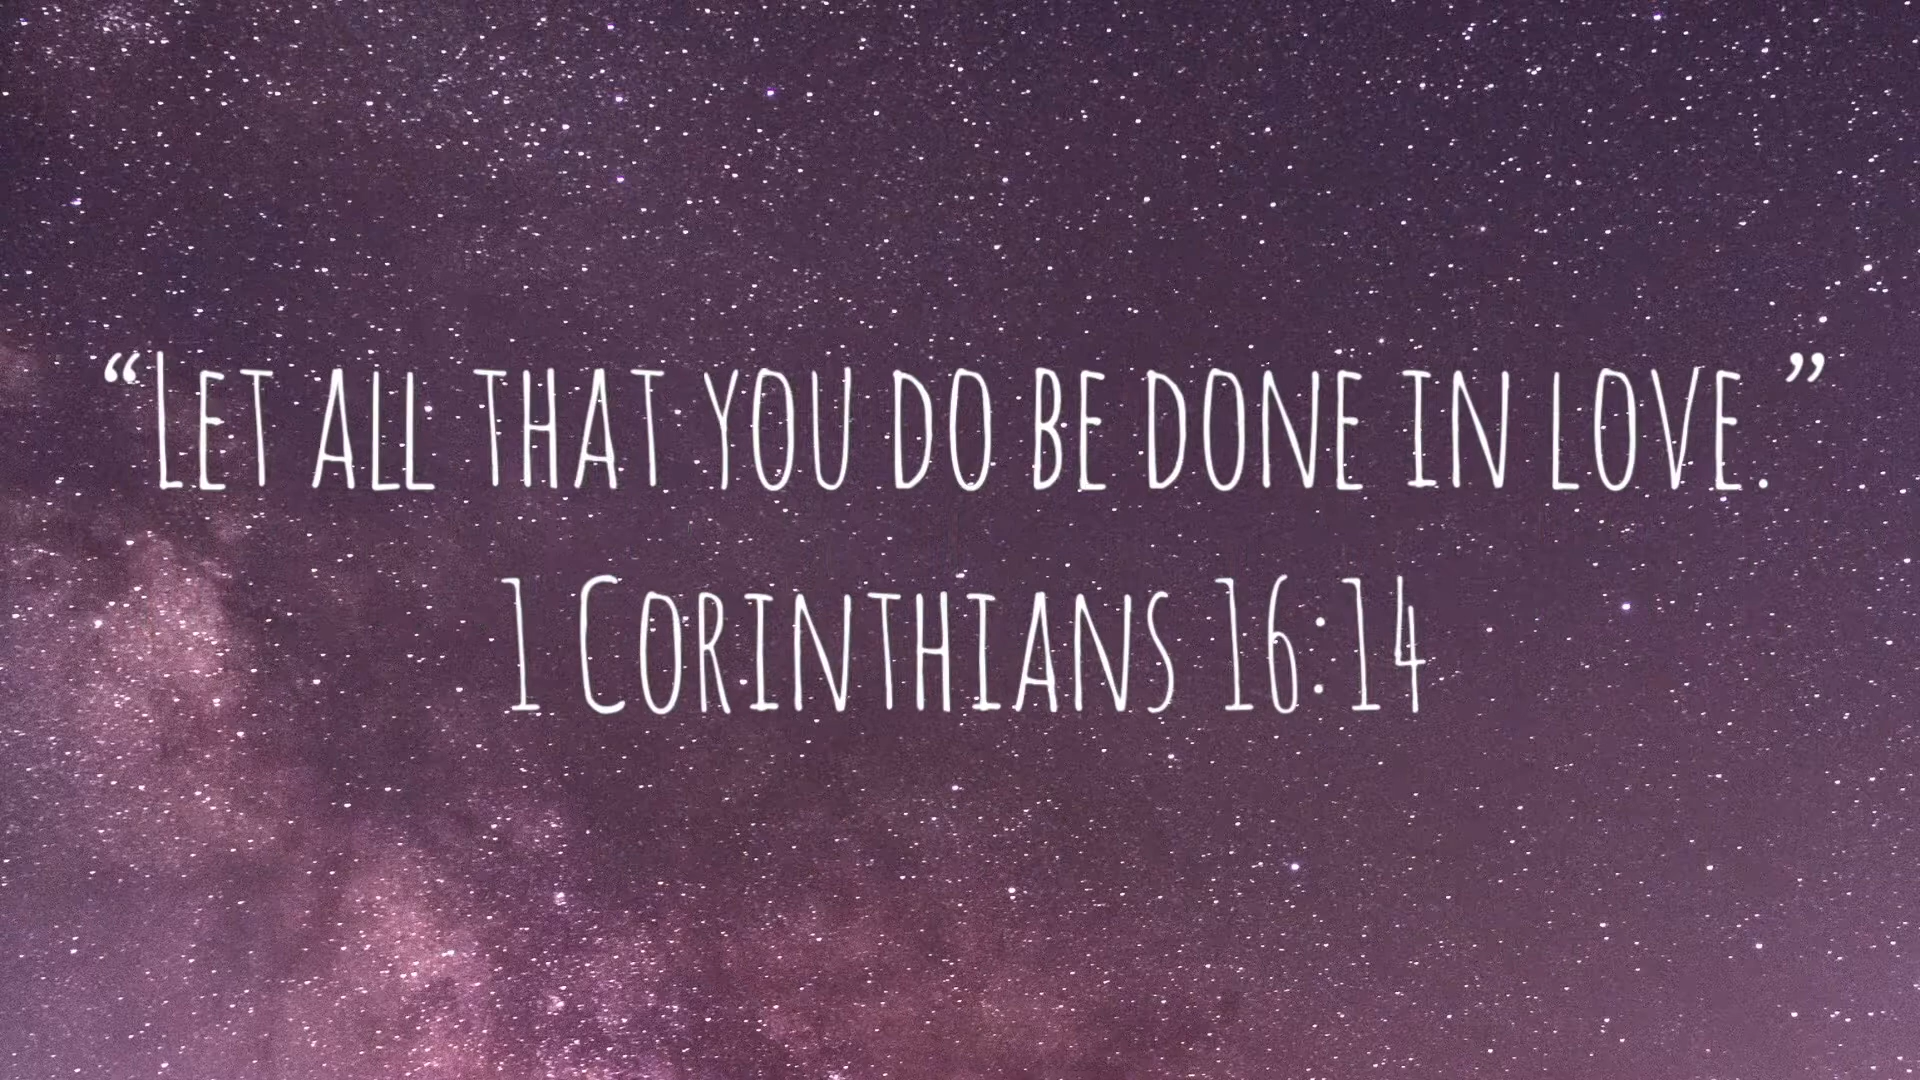 “Let all that you do be done in love.”
1 Corinthians 16:14